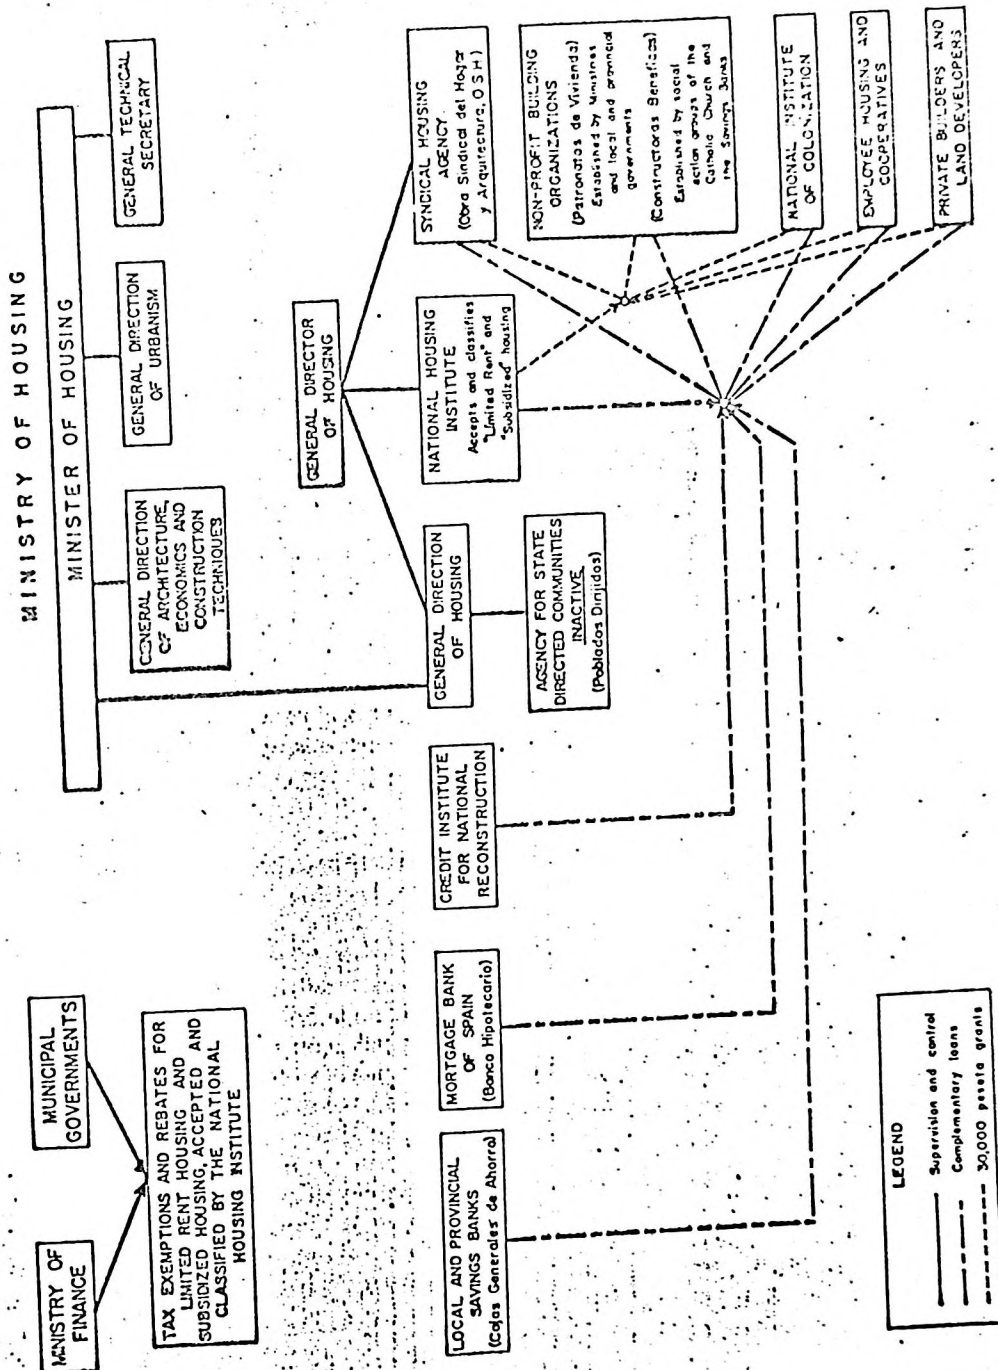 MINISTRY OF HOUSING
MINISTER OF HOUSING
GENERAL DIRECTION
OF ARCHITECTURE,
ECONOMICS AND
CONSTRUCTION
TECHNIQUES
GENERAL DIRECTION
OF URBANISM
GENERAL TECHNICAL
SECRETARY
MINISTRY OF
FINANCE
MUNICIPAL
GOVERNMENTS
TAX EXEMPTIONS AND REBATES FOR
LIMITED RENT HOUSING AND
SUBSIDIZED HOUSING, ACCEPTED AND
CLASSIFIED BY THE NATIONAL
HOUSING INSTITUTE
GENERAL DIRECTOR
OF HOUSING
LOCAL AND PROVINCIAL
SAVINGS BANKS
(Cajas Generales de Ahorro)
MORTGAGE BANK
OF SPAIN
(Banco Hipotecario)
CREDIT INSTITUTE
FOR NATIONAL
RECONSTRUCTION
GENERAL DIRECTION
OF HOUSING
NATIONAL HOUSING
INSTITUTE
Accepts and classifies
"Limited Rent" and
"Subsidized" housing
SYNDICAL HOUSING
AGENCY
(Obra Sindical del Hogar
y Arquitectura, O S H)
AGENCY FOR STATE
DIRECTED COMMUNITIES
INACTIVE
(Poblados Dirijidos)
NON-PROFIT BUILDING
ORGANIZATIONS
(Patronatos de Vivienda)
Established by Ministries
and local and provincial
governments
(Constructoras Beneficas)
Established by social
action groups of the
Catholic Church and
the Savings Banks
NATIONAL INSTITUTE
OF COLONIZATION
EMPLOYEE HOUSING AND
COOPERATIVES
PRIVATE BUILDERS AND
LAND DEVELOPERS
LEGEND
Supervision and control
Complementary loans
30,000 peseta grants